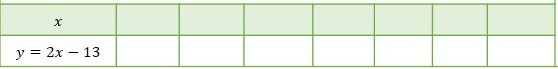 x
y = 2x − 13